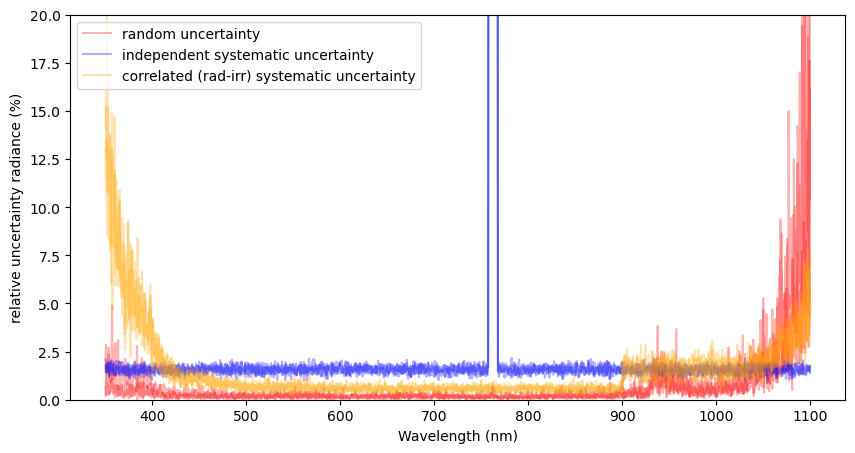 random uncertainty
independent systematic uncertainty
correlated (rad-irr) systematic uncertainty
relative uncertainty radiance (%)
20.0
17.5
15.0
12.5
10.0
7.5
5.0
2.5
0.0
400 500 600 700 800 900 1000 1100
Wavelength (nm)